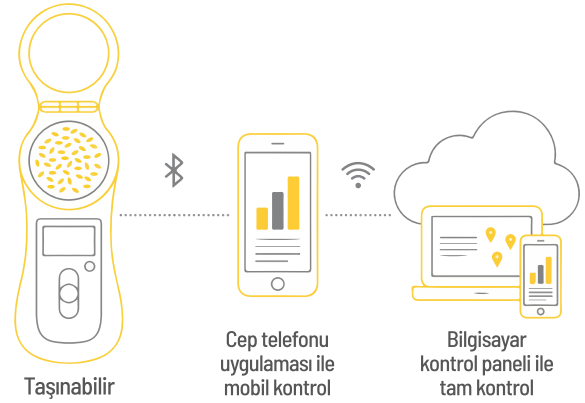 Taşınabilir
Cep telefonu
uygulaması ile
mobil kontrol
Bilgisayar
kontrol paneli ile
tam kontrol